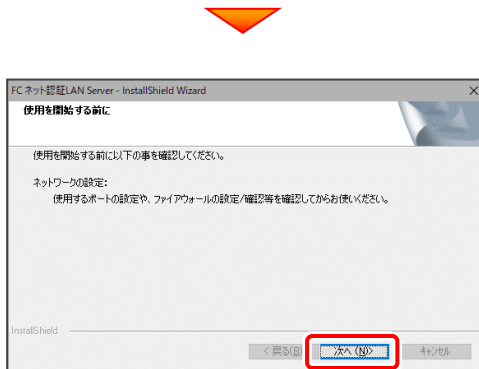 FC ネット認証LAN Server - InstallShield Wizard
使用を開始する前に
使用を開始する前に以下の事を確認してください。
ネットワークの設定:
使用するポートの設定や、ファイアウォールの設定/確認等を確認してからお使いください。
InstallShield
< 戻る(B) 次へ(N)> キャンセル